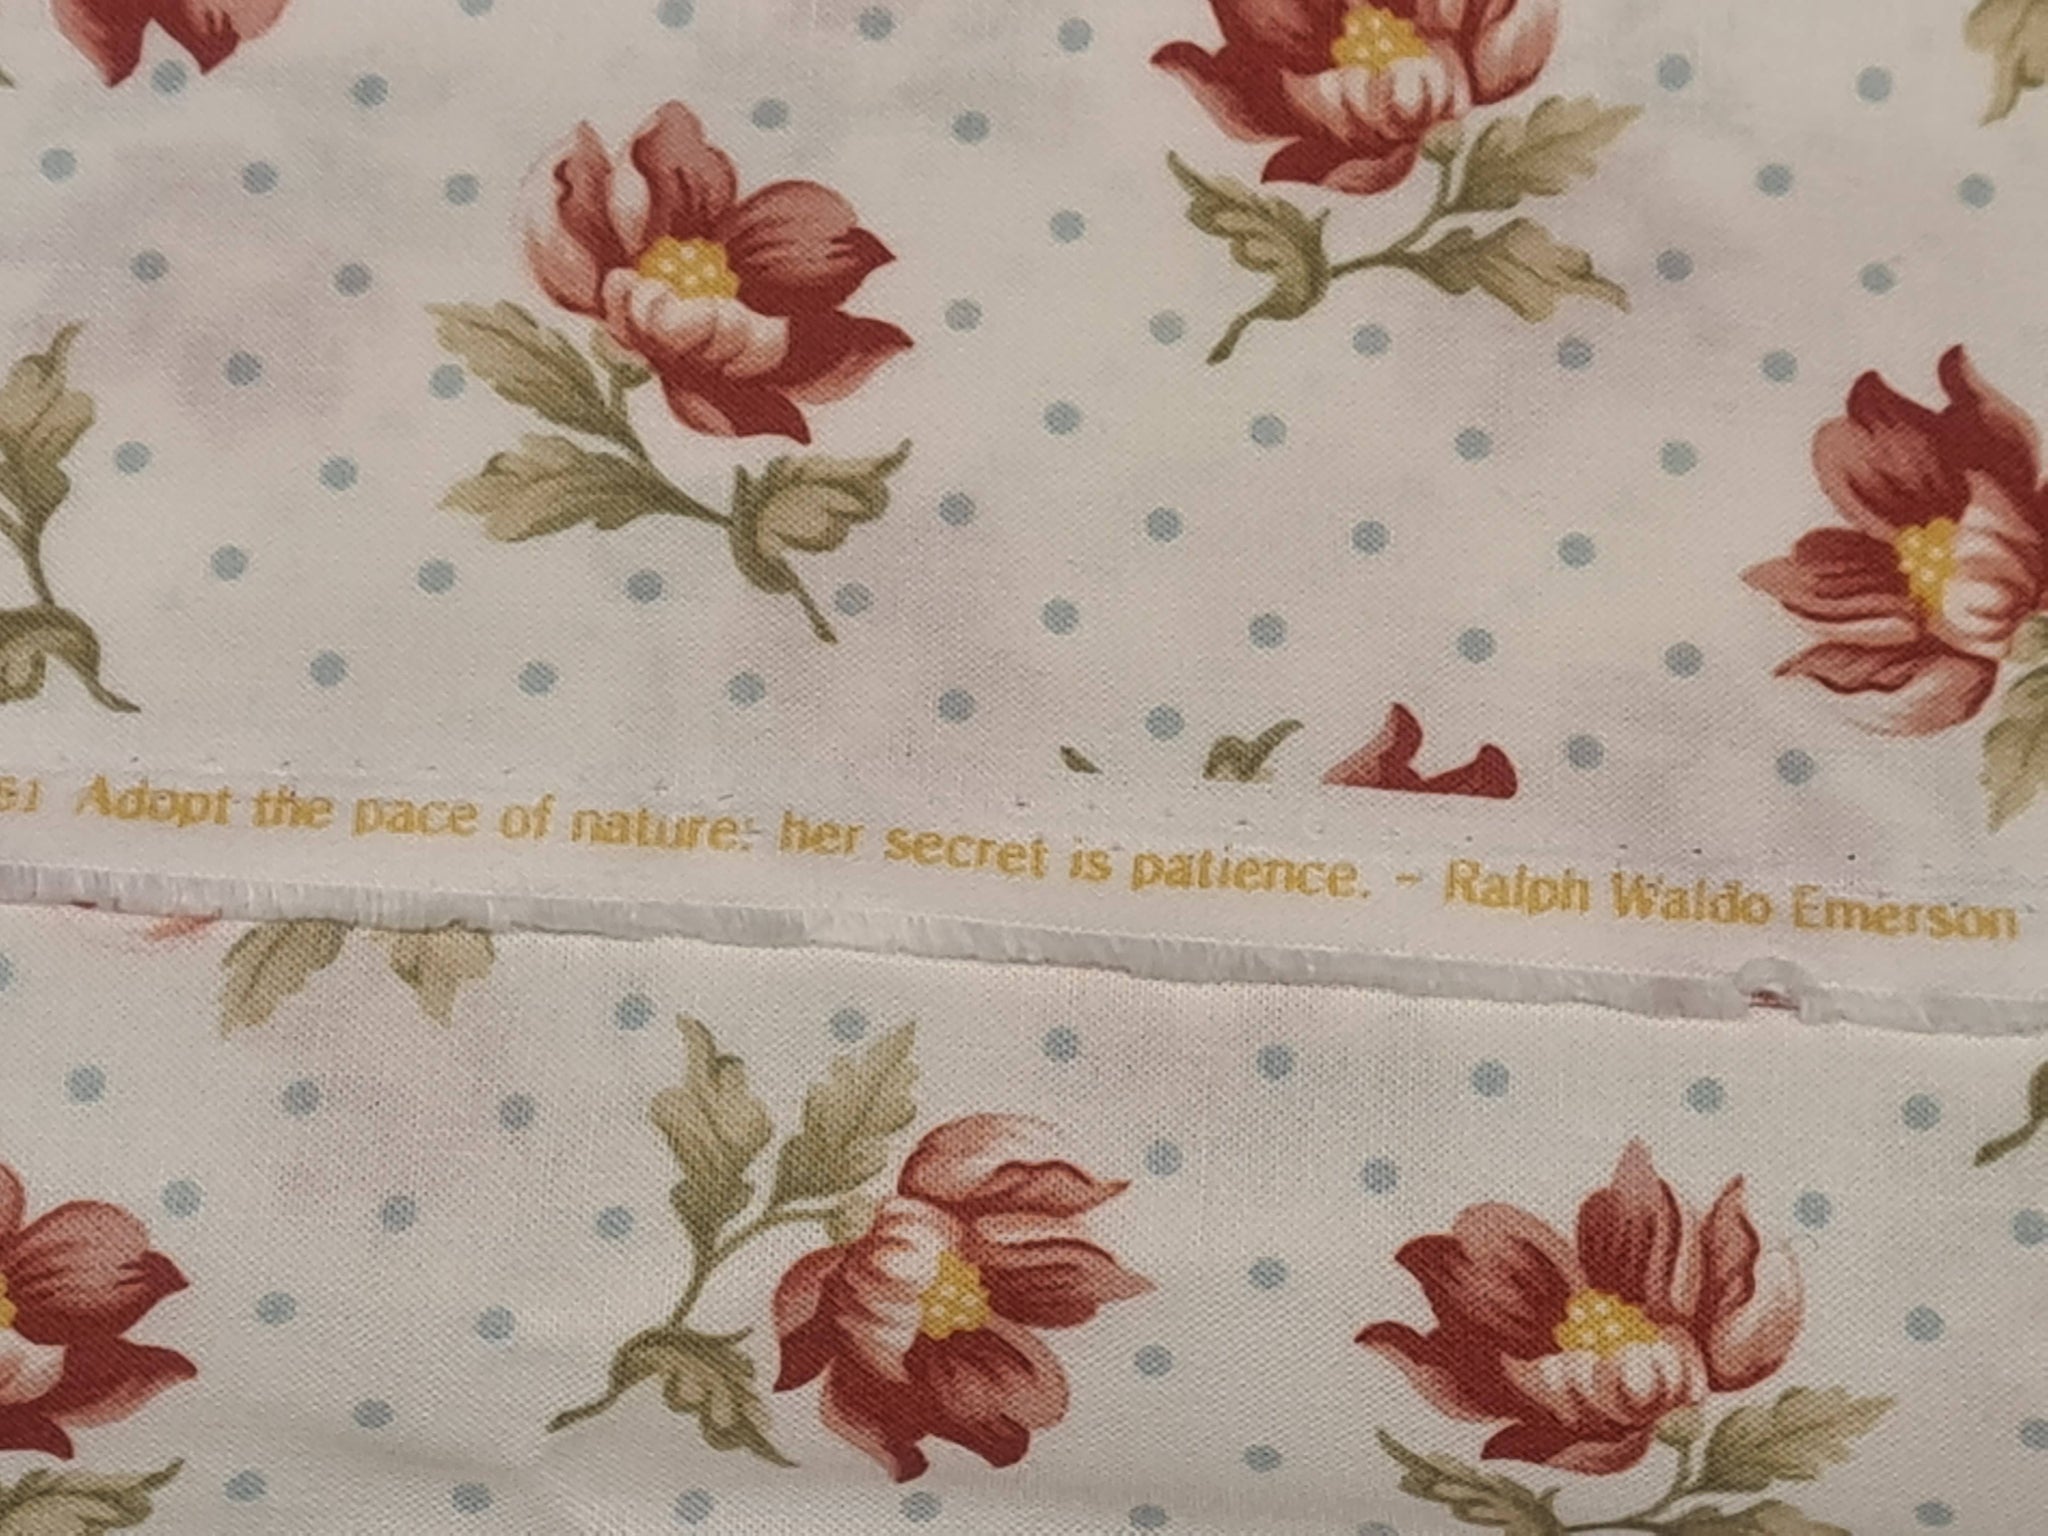 Adopt the pace of nature: her secret is patience. - Ralph Waldo Emerson